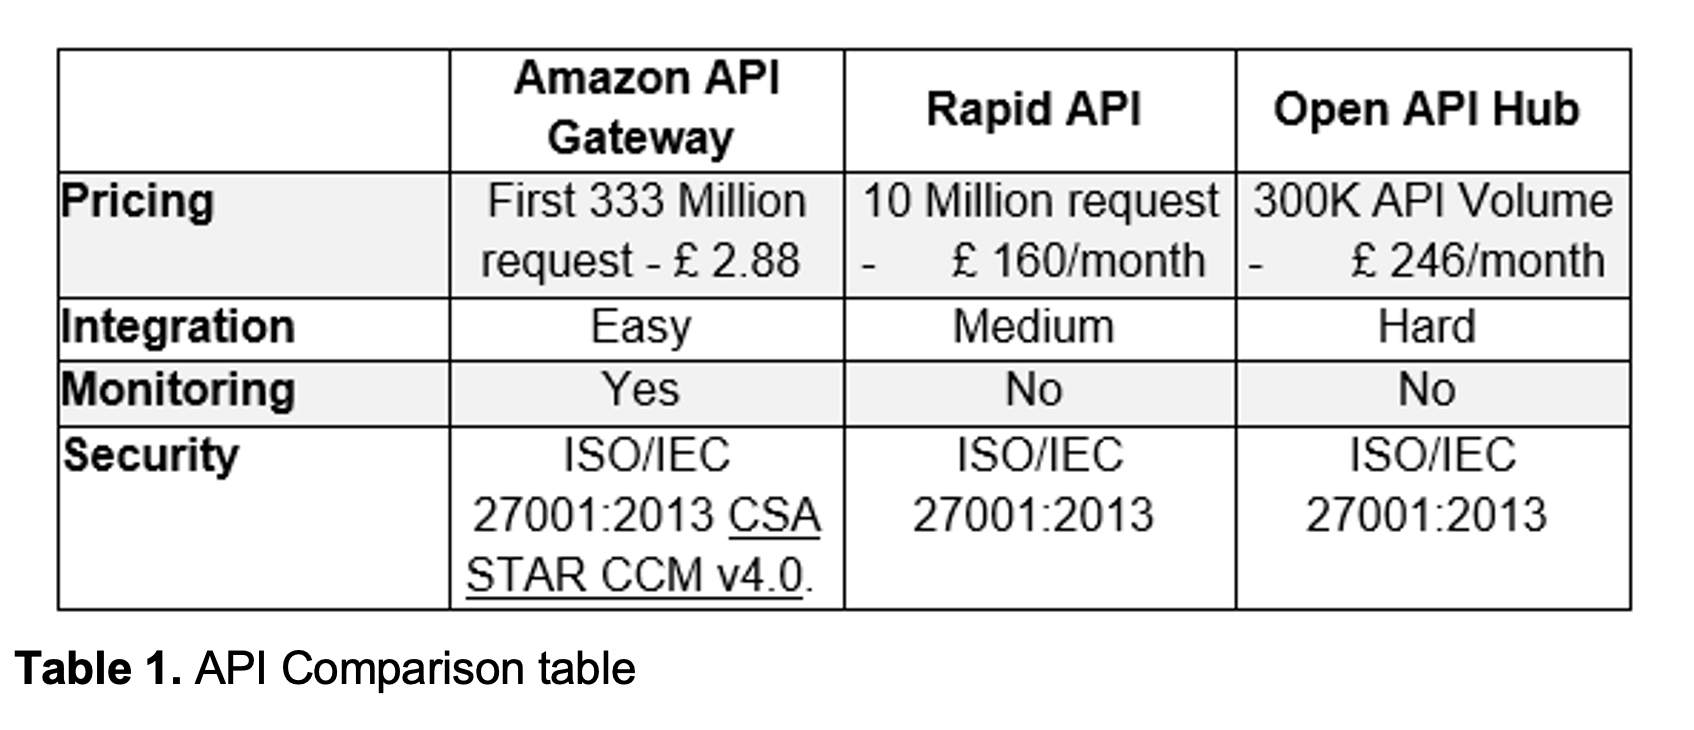 Amazon API
Gateway
Rapid API
Open API Hub
Pricing
First 333 Million
request - £ 2.88
10 Million request
- £ 160/month
300K API Volume
- £ 246/month
Integration
Easy
Medium
Hard
Monitoring
Yes
No
No
Security
ISO/IEC
27001:2013 CSA
STAR CCM v4.0.
ISO/IEC
27001:2013
ISO/IEC
27001:2013
Table 1. API Comparison table